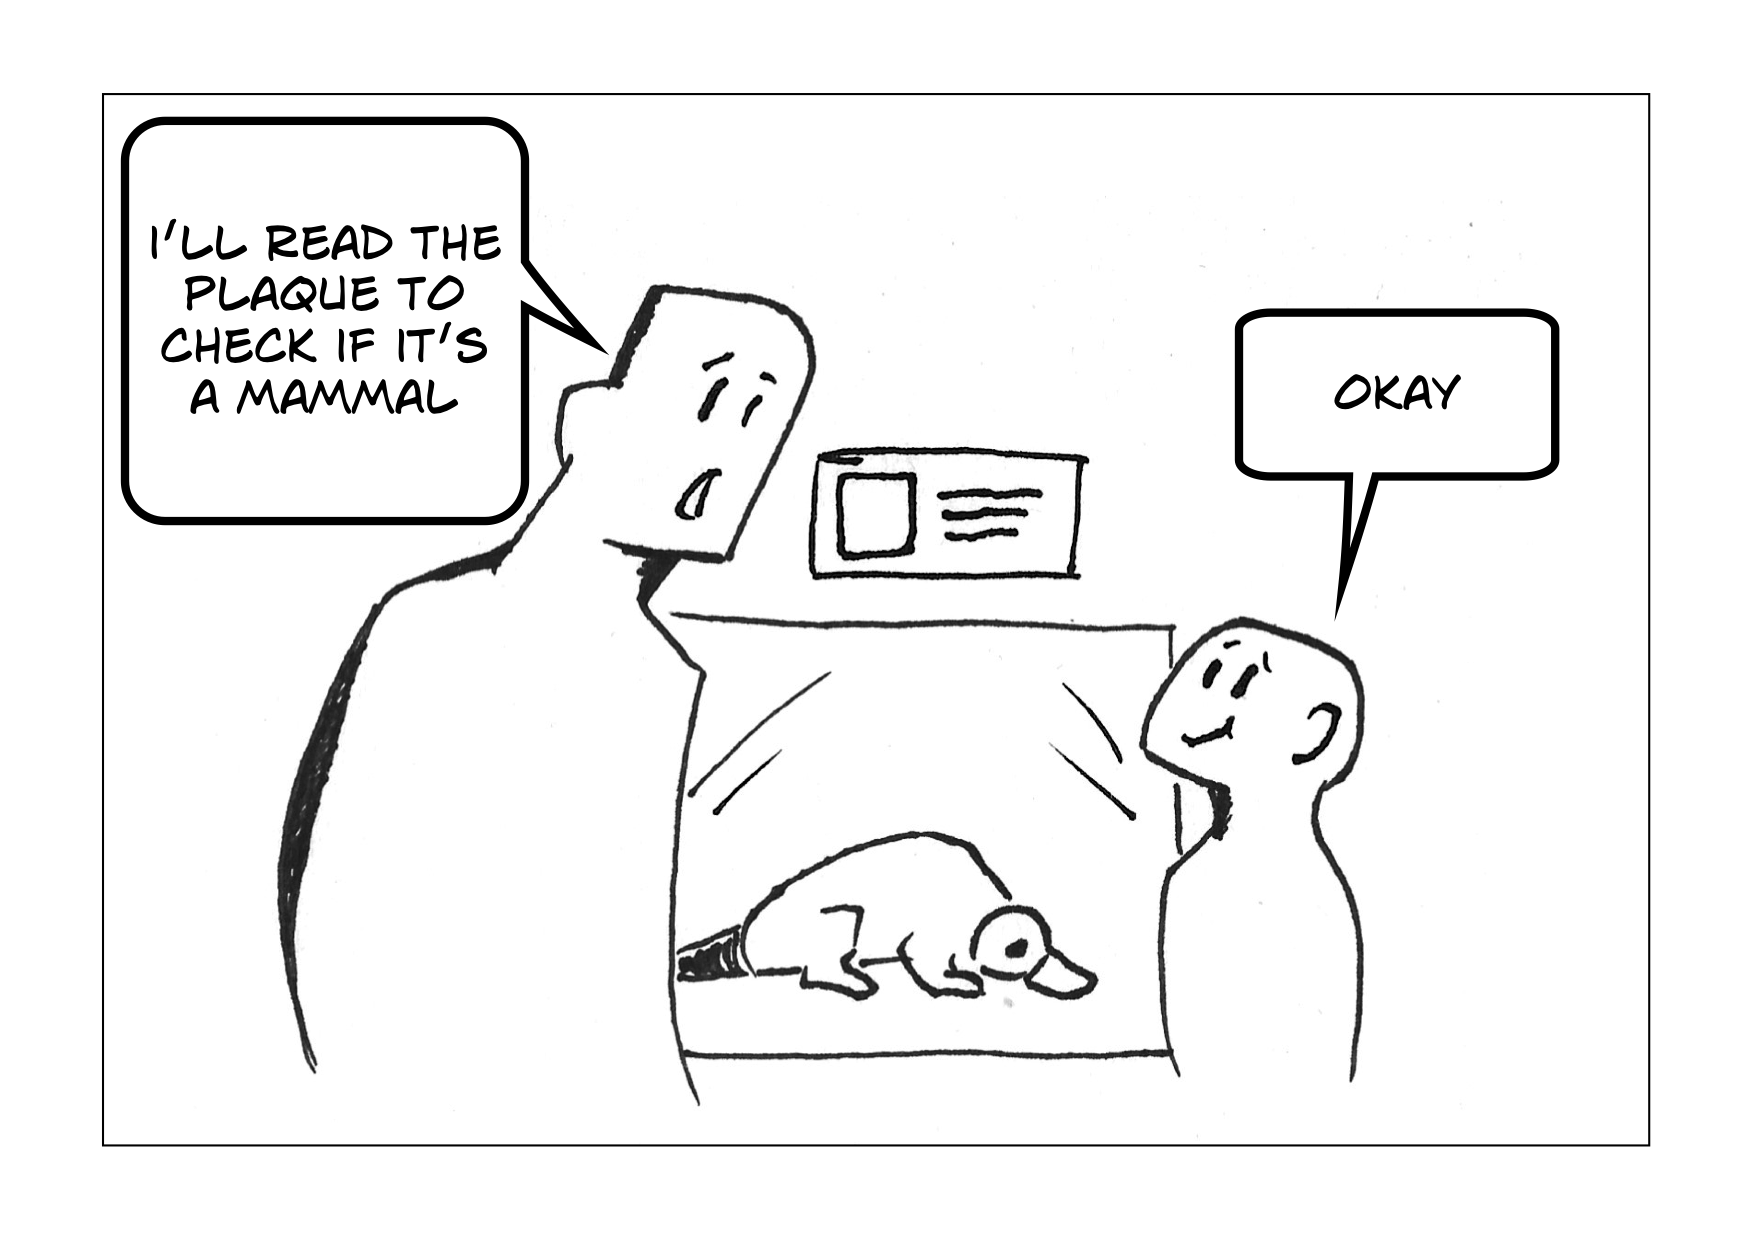 I'LL READ THE
PLAQUE TO
CHECK IF IT'S
A MAMMAL
OKAY